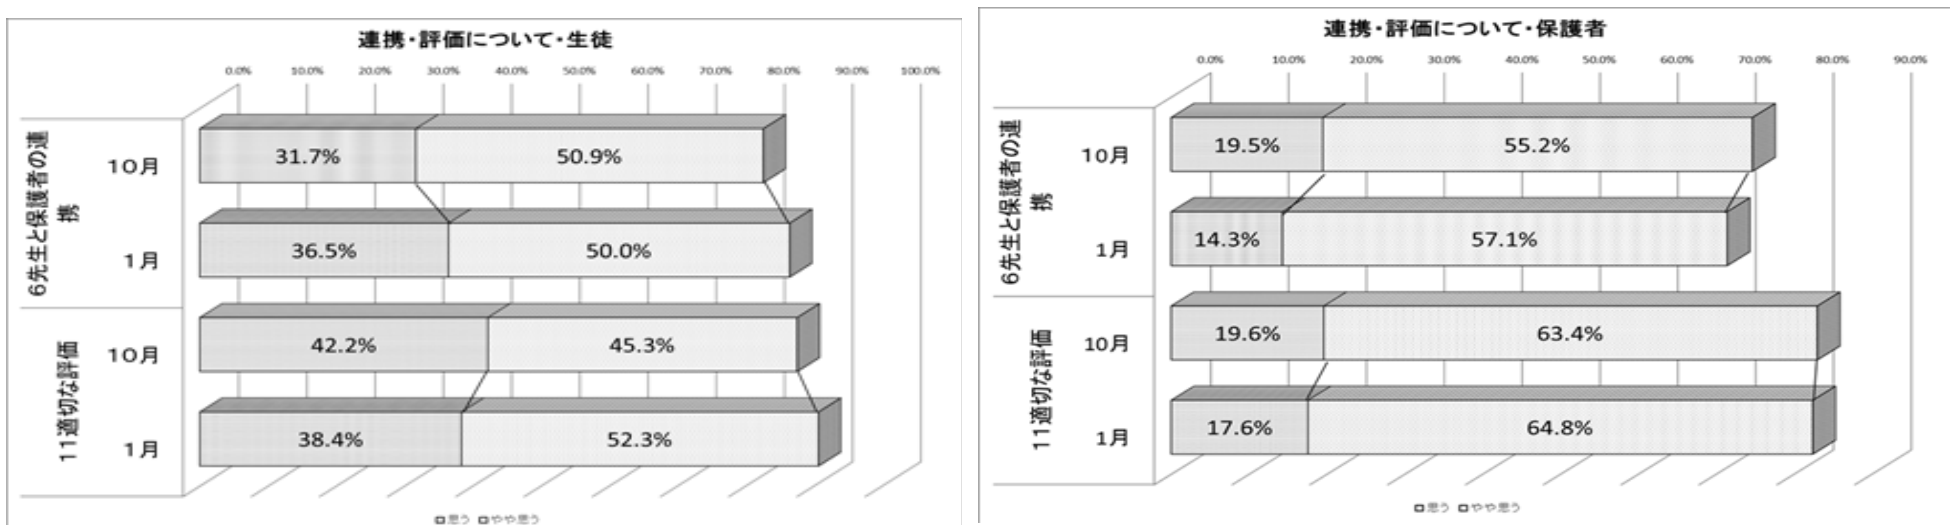 連携・評価について・生徒
0.0% 10.0% 20.0% 30.0% 40.0% 50.0% 60.0% 70.0% 80.0% 90.0% 100.0%
6先生と保護者の連携
10月
31.7% 50.9%
1月
36.5% 50.0%
11適切な評価
10月
42.2% 45.3%
1月
38.4% 52.3%
思う やや思う
連携・評価について・保護者
0.0% 10.0% 20.0% 30.0% 40.0% 50.0% 60.0% 70.0% 80.0% 90.0%
6先生と保護者の連携
10月
19.5% 55.2%
1月
14.3% 57.1%
11適切な評価
10月
19.6% 63.4%
1月
17.6% 64.8%
思う やや思う